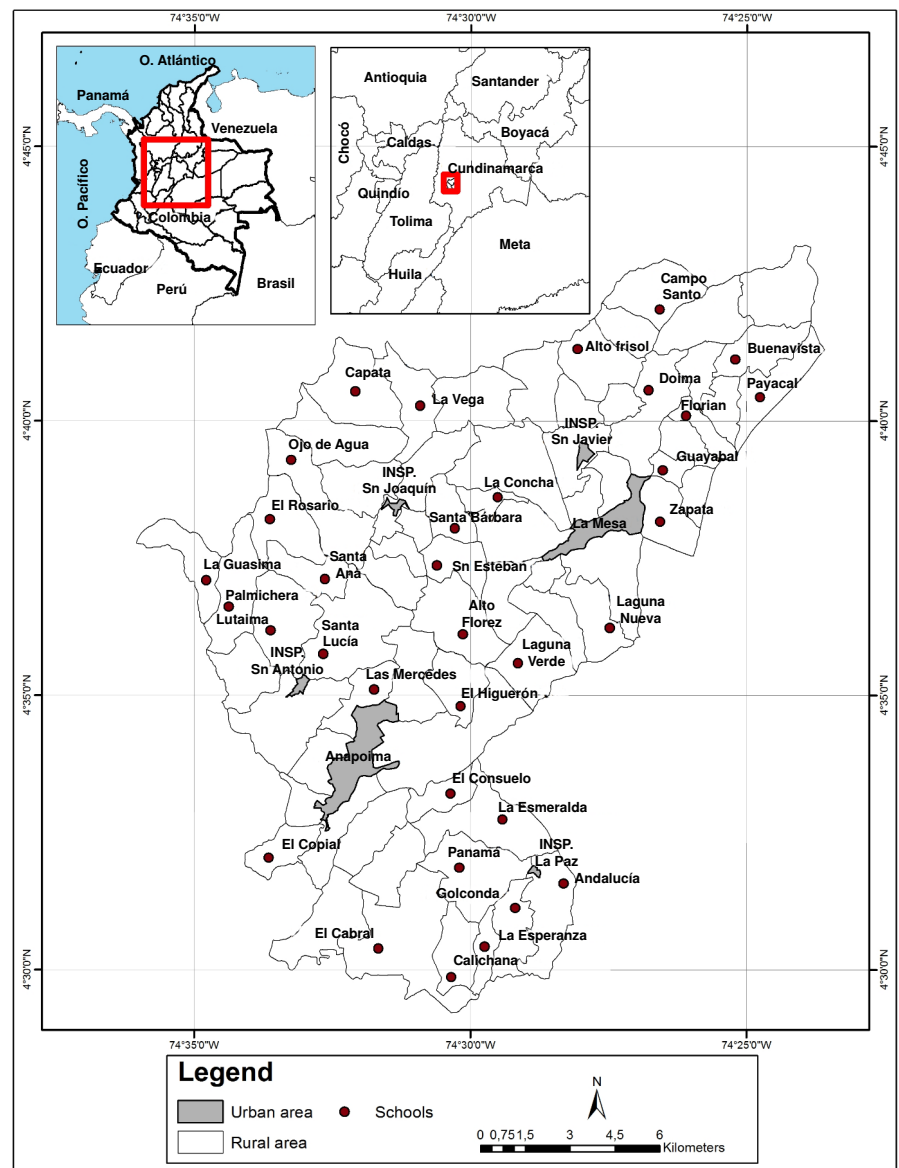 74°35'0"W
74°30'0"W
74°25'0"W
O. Atlántico
Panamá
Venezuela
O. Pacífico
Colombia
Ecuador
Perú
Brasil
Antioquia
Santander
Chocó
Caldas
Boyacá
Cundinamarca
Quindío
Tolima
Meta
Huila
4°45'0"N
4°45'0"N
Campo
Santo
Alto frisol
Buenavista
Capata
Doima
Payacal
La Vega
Florian
4°40'0"N
4°40'0"N
INSP.
Sn Javier
Ojo de Agua
Guayabal
INSP.
Sn Joaquín
La Concha
El Rosario
Santa Bárbara
La Mesa
Zapata
La Guasima
Santa
Ana
Sn Esteban
Palmichera
Lutaima
Santa
Lucía
Alto
Florez
Laguna
Nueva
INSP.
Sn Antonio
Laguna
Verde
Las Mercedes
El Higuerón
4°35'0"N
4°35'0"N
Anapoima
El Consuelo
La Esmeralda
El Copial
Panamá
INSP.
La Paz
Golconda
Andalucía
El Cabral
La Esperanza
Calichana
4°30'0"N
4°30'0"N
74°35'0"W
74°30'0"W
74°25'0"W
Legend
Urban area
Schools
Rural area
N
0 0,75 1,5 3 4,5 6
Kilometers